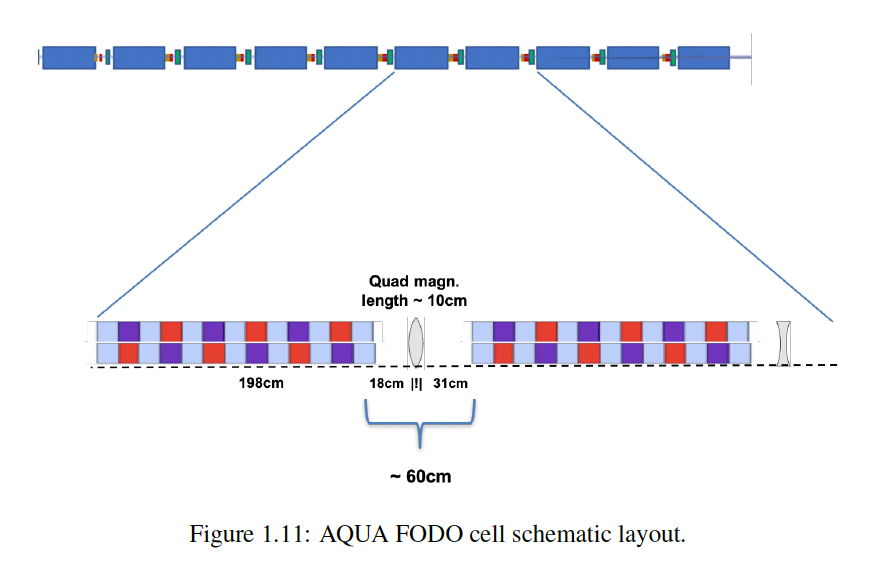 Quad magn.
length ~ 10cm
198cm
18cm |!| 31cm
~ 60cm
Figure 1.11: AQUA FODO cell schematic layout.